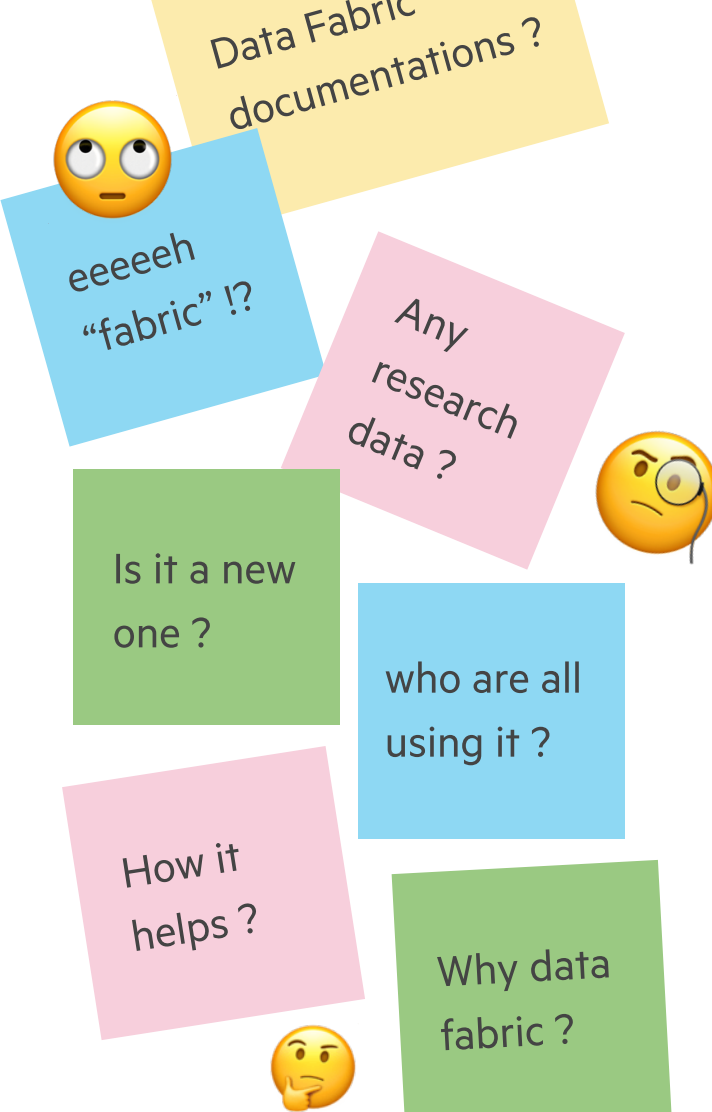 Data Fabric
documentations ?
eeeeeh
“fabric” !?
Any
research
data ?
Is it a new
one ?
who are all
using it ?
How it
helps ?
Why data
fabric ?